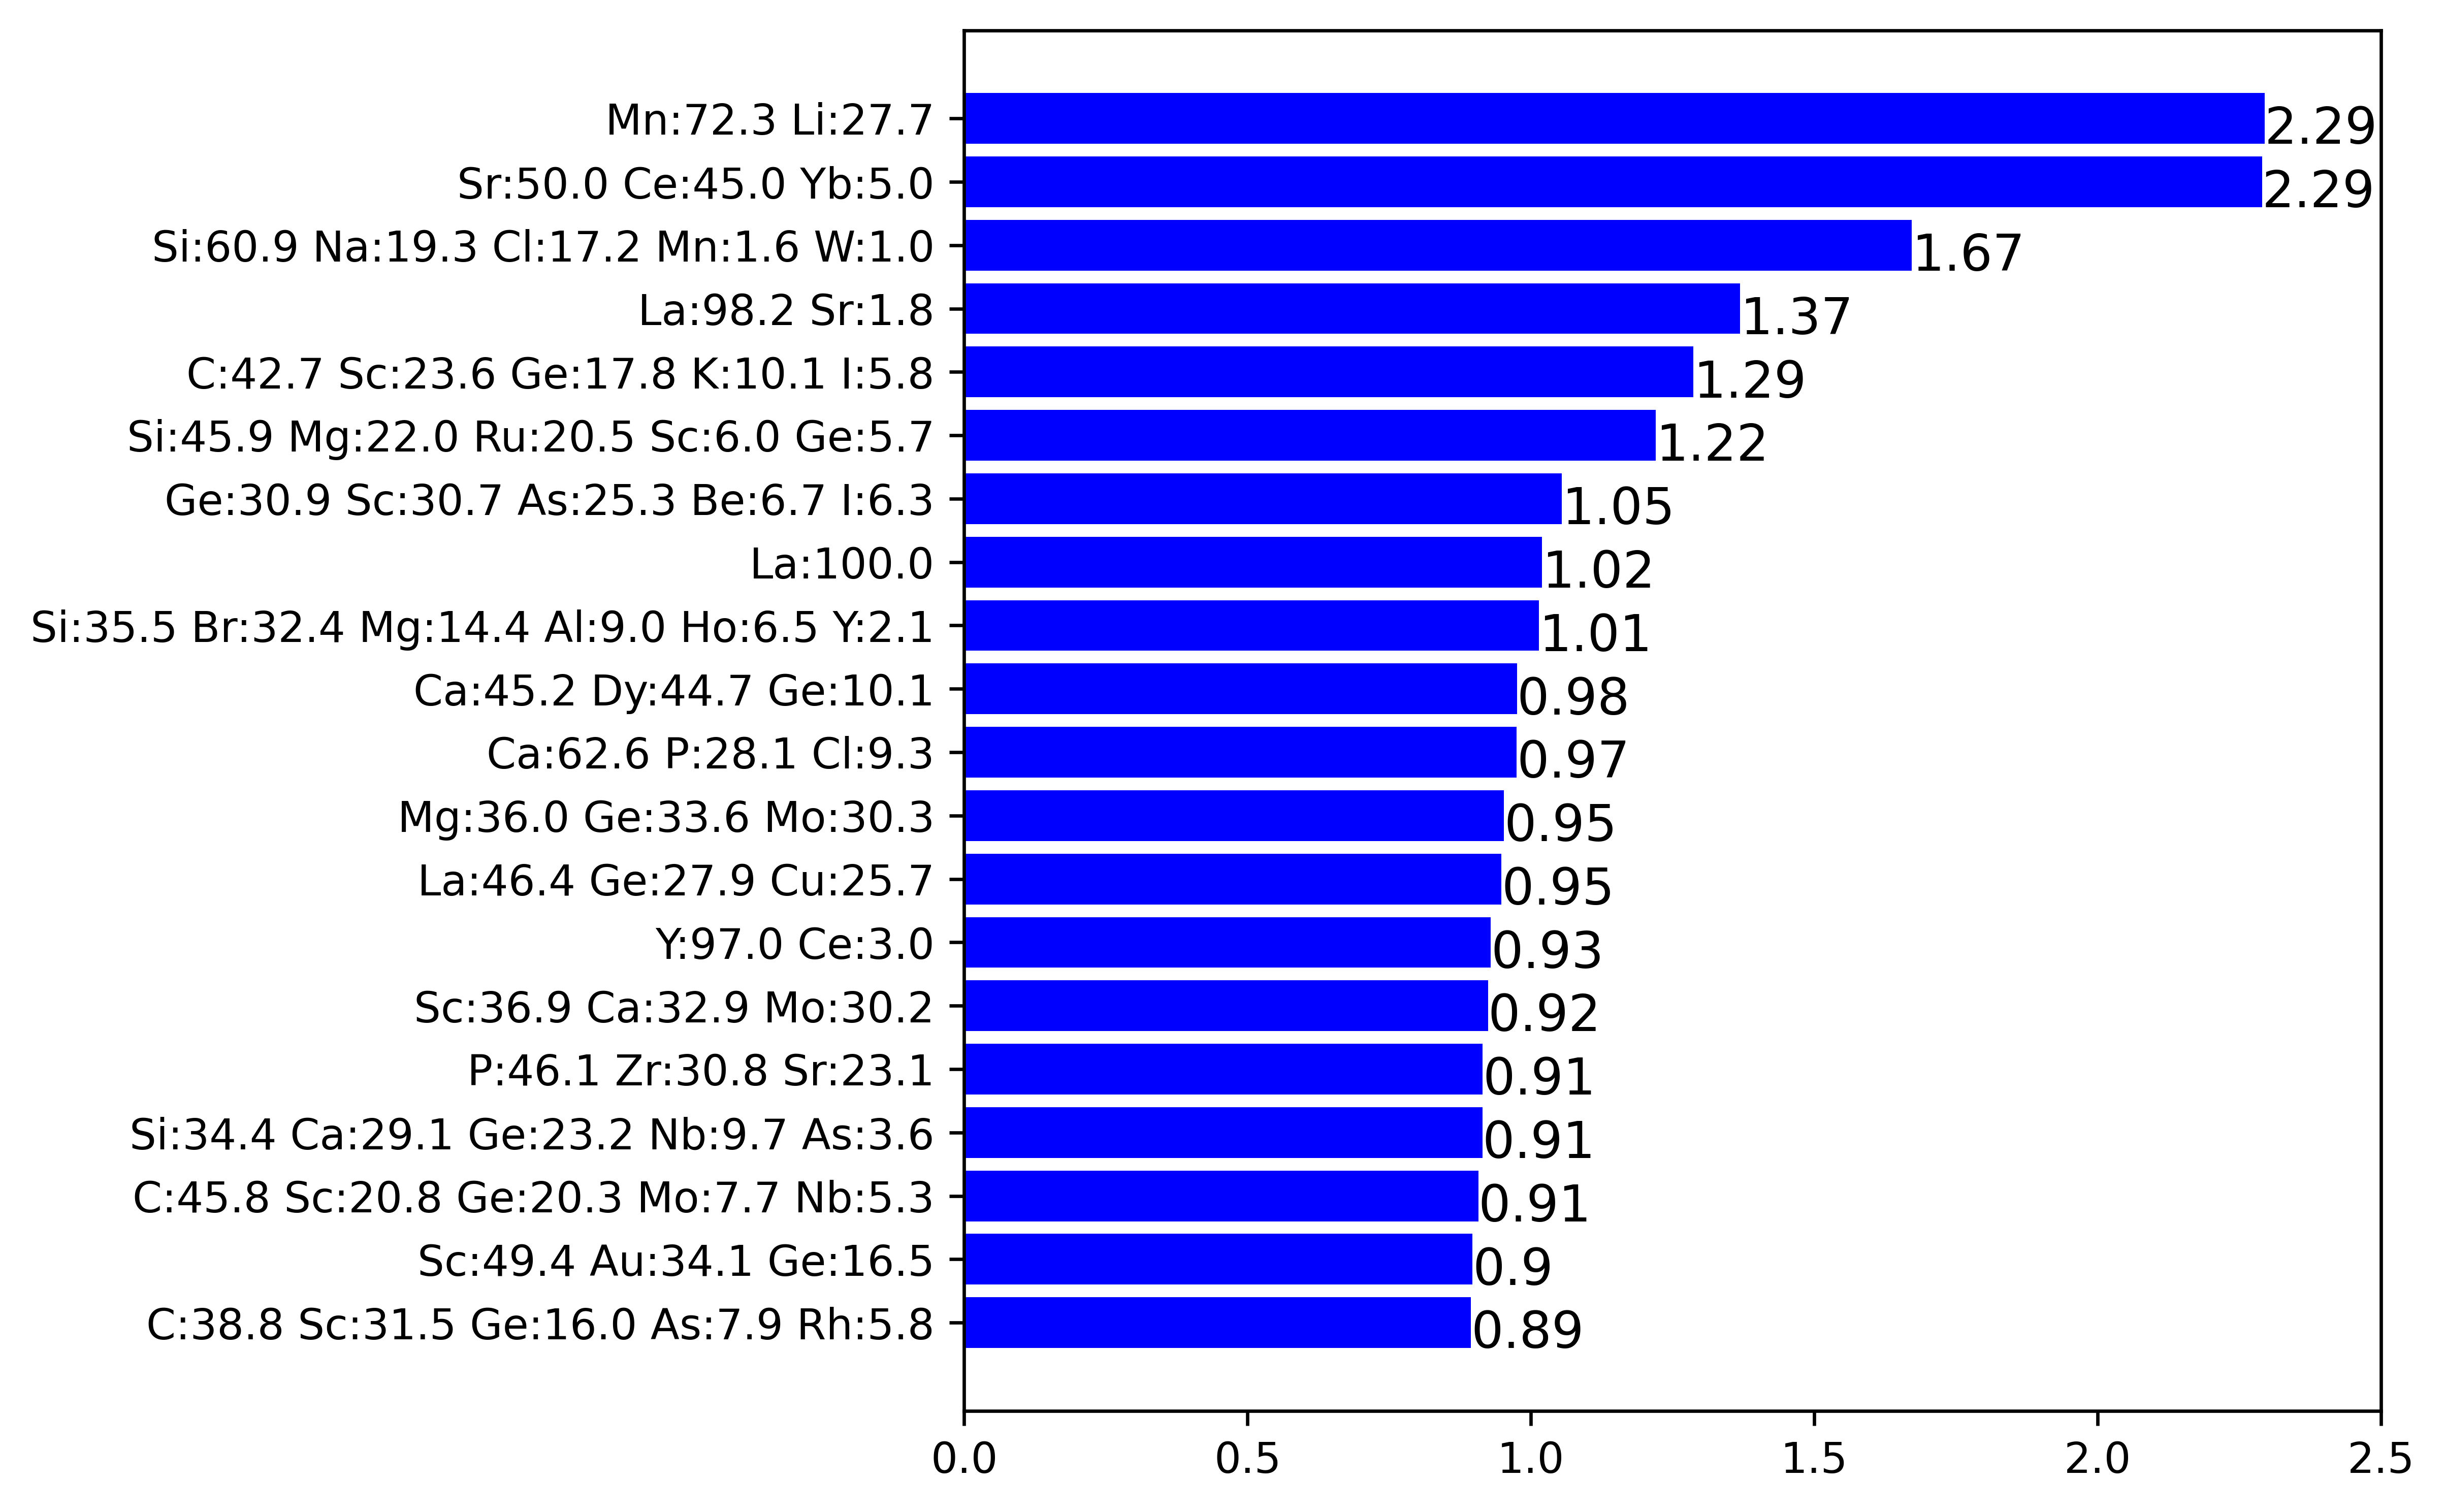 Mn:72.3 Li:27.7 2.29
Sr:50.0 Ce:45.0 Yb:5.0 2.29
Si:60.9 Na:19.3 Cl:17.2 Mn:1.6 W:1.0 1.67
La:98.2 Sr:1.8 1.37
C:42.7 Sc:23.6 Ge:17.8 K:10.1 I:5.8 1.29
Si:45.9 Mg:22.0 Ru:20.5 Sc:6.0 Ge:5.7 1.22
Ge:30.9 Sc:30.7 As:25.3 Be:6.7 I:6.3 1.05
La:100.0 1.02
Si:35.5 Br:32.4 Mg:14.4 Al:9.0 Ho:6.5 Y:2.1 1.01
Ca:45.2 Dy:44.7 Ge:10.1 0.98
Ca:62.6 P:28.1 Cl:9.3 0.97
Mg:36.0 Ge:33.6 Mo:30.3 0.95
La:46.4 Ge:27.9 Cu:25.7 0.95
Y:97.0 Ce:3.0 0.93
Sc:36.9 Ca:32.9 Mo:30.2 0.92
P:46.1 Zr:30.8 Sr:23.1 0.91
Si:34.4 Ca:29.1 Ge:23.2 Nb:9.7 As:3.6 0.91
C:45.8 Sc:20.8 Ge:20.3 Mo:7.7 Nb:5.3 0.91
Sc:49.4 Au:34.1 Ge:16.5 0.9
C:38.8 Sc:31.5 Ge:16.0 As:7.9 Rh:5.8 0.89
0.0 0.5 1.0 1.5 2.0 2.5